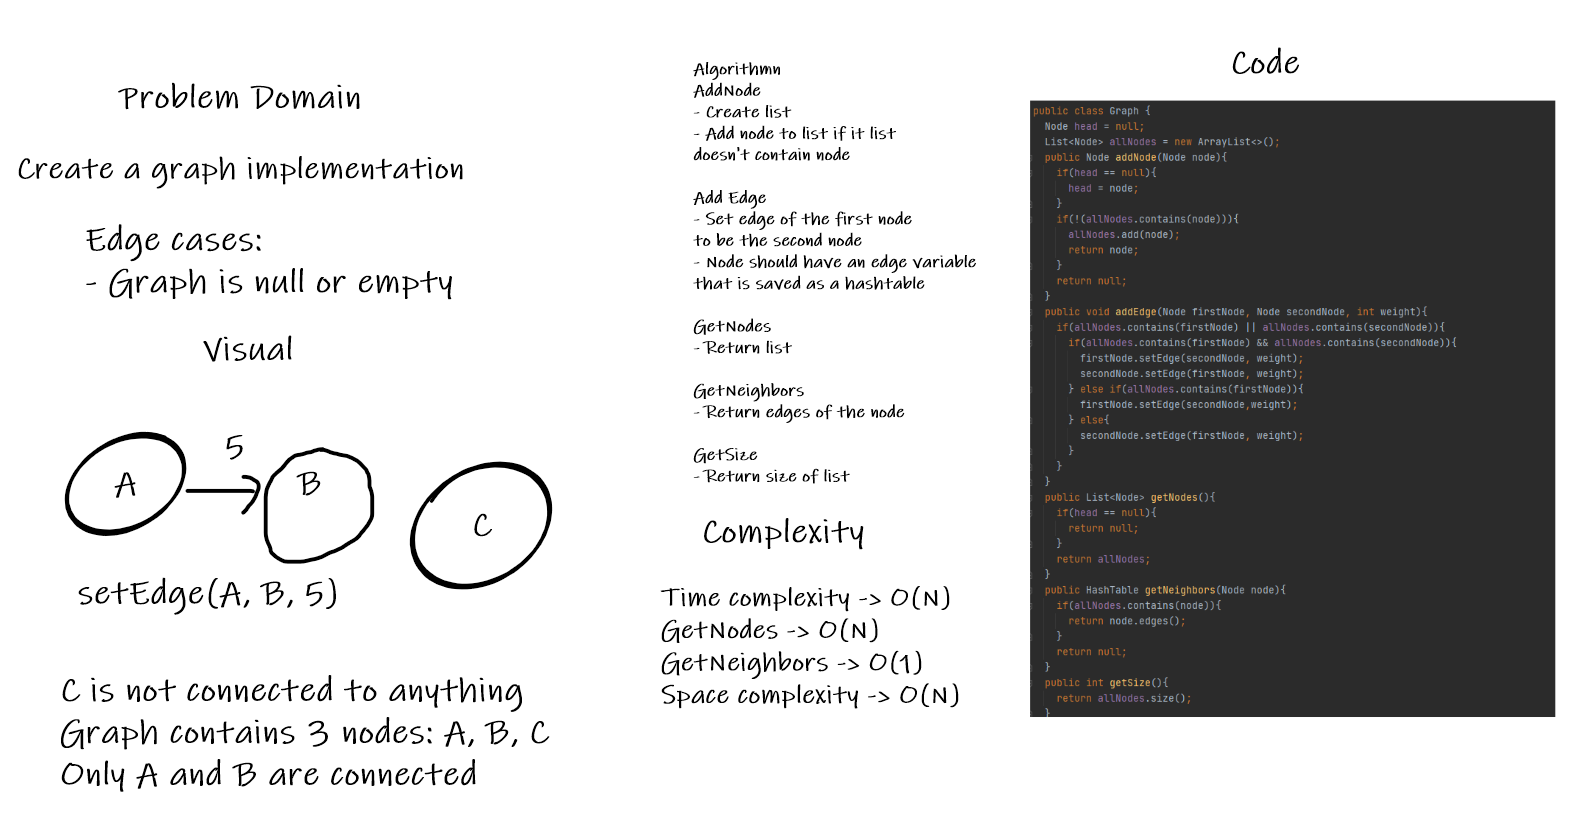 Problem Domain
Create a graph implementation
Edge cases:
- Graph is null or empty
Visual
A
5
B
C
setEdge(A, B, 5)
C is not connected to anything
Graph contains 3 nodes: A, B, C
Only A and B are connected
Algorithmn
AddNode
- Create list
- Add node to list if it list
doesn't contain node
Add Edge
- Set edge of the first node
to be the second node
- Node should have an edge variable
that is saved as a hashtable
GetNodes
- Return list
GetNeighbors
- Return edges of the node
GetSize
- Return size of list
Complexity
Time complexity -> O(N)
GetNodes -> O(N)
GetNeighbors -> O(1)
Space complexity -> O(N)
Code
public class Graph {
Node head = null;
List<Node> allNodes = new ArrayList<>();
public Node addNode(Node node){
if(head == null){
head = node;
}
if(!(allNodes.contains(node))){
allNodes.add(node);
return node;
}
return null;
}
public void addEdge(Node firstNode, Node secondNode, int weight){
if(allNodes.contains(firstNode) || allNodes.contains(secondNode)){
if(allNodes.contains(firstNode) && allNodes.contains(secondNode)){
firstNode.setEdge(secondNode, weight);
secondNode.setEdge(firstNode, weight);
} else if(allNodes.contains(firstNode)){
firstNode.setEdge(secondNode,weight);
} else{
secondNode.setEdge(firstNode, weight);
}
}
}
public List<Node> getNodes(){
if(head == null){
return null;
}
return allNodes;
}
public HashTable getNeighbors(Node node){
if(allNodes.contains(node)){
return node.edges();
}
return null;
}
public int getSize(){
return allNodes.size();
}